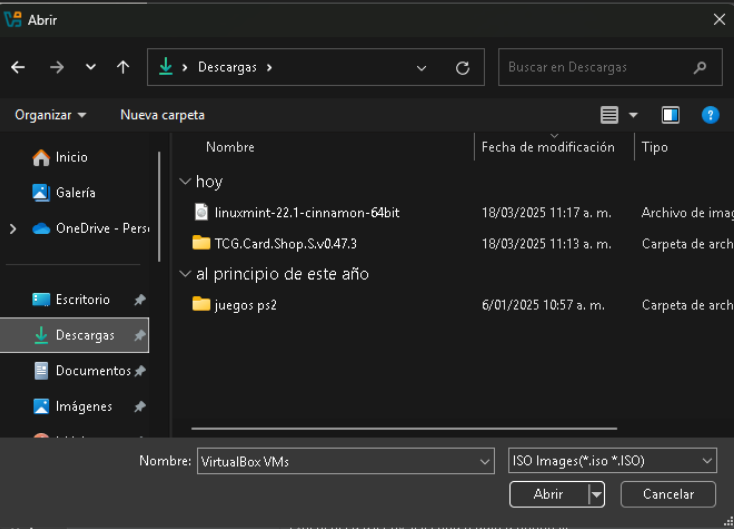 Abrir
Descargas
Buscar en Descargas
Organizar
Nueva carpeta
Nombre
Fecha de modificación
Tipo
Inicio
Galería
OneDrive - Pers
Escritorio
Descargas
Documentos
Imágenes
hoy
linuxmint-22.1-cinnamon-64bit 18/03/2025 11:17 a. m. Archivo de imag
TCG.Card.Shop.S.v0.47.3 18/03/2025 11:13 a. m. Carpeta de arch
al principio de este año
juegos ps2 6/01/2025 10:57 a. m. Carpeta de arch
Nombre: VirtualBox VMs
ISO Images(*.iso *.ISO)
Abrir
Cancelar